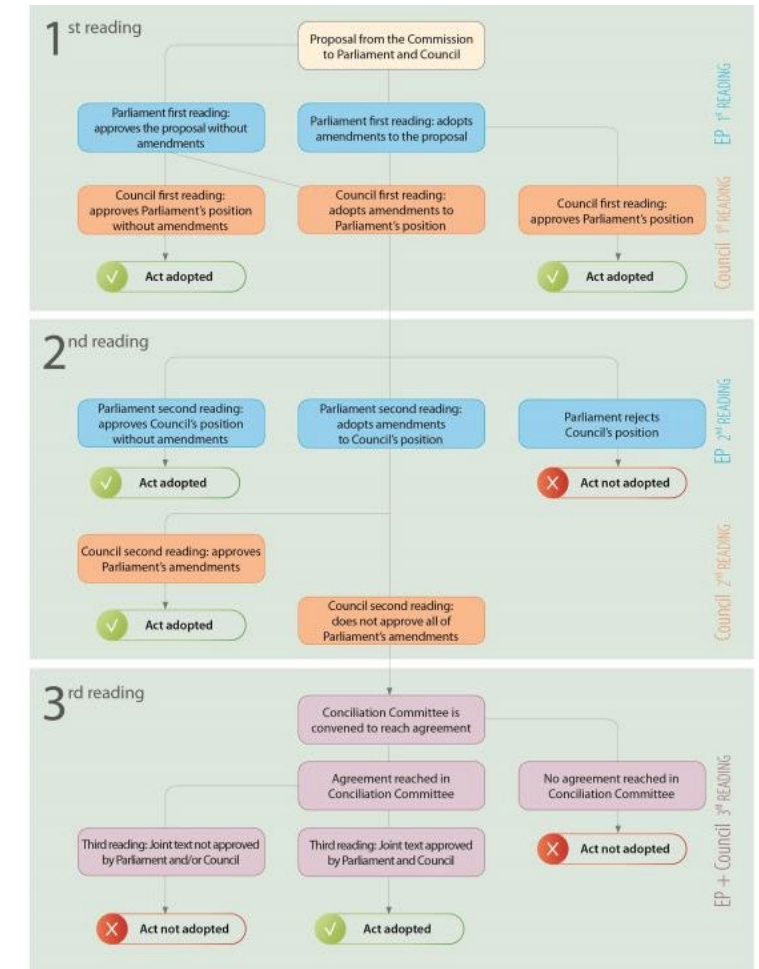 1st reading
Proposal from the Commission
to Parliament and Council
EP 1st READING
Parliament first reading:
approves the proposal without
amendments
Parliament first reading: adopts
amendments to the proposal
Council 1st READING
Council first reading:
approves Parliament's position
without amendments
Council first reading:
adopts amendments to
Parliament's position
Council first reading:
approves Parliament's position
Act adopted
Act adopted
2nd reading
EP 2nd READING
Parliament second reading:
approves Council's position
without amendments
Parliament second reading:
adopts amendments
to Council's position
Parliament rejects
Council's position
Act adopted
Act not adopted
Council 2nd READING
Council second reading: approves
Parliament's amendments
Act adopted
Council second reading:
does not approve all of
Parliament's amendments
3rd reading
Conciliation Committee is
convened to reach agreement
EP + Council 3rd READING
Agreement reached in
Conciliation Committee
No agreement reached in
Conciliation Committee
Third reading: Joint text not approved
by Parliament and/or Council
Third reading: Joint text approved
by Parliament and Council
Act not adopted
Act not adopted
Act adopted